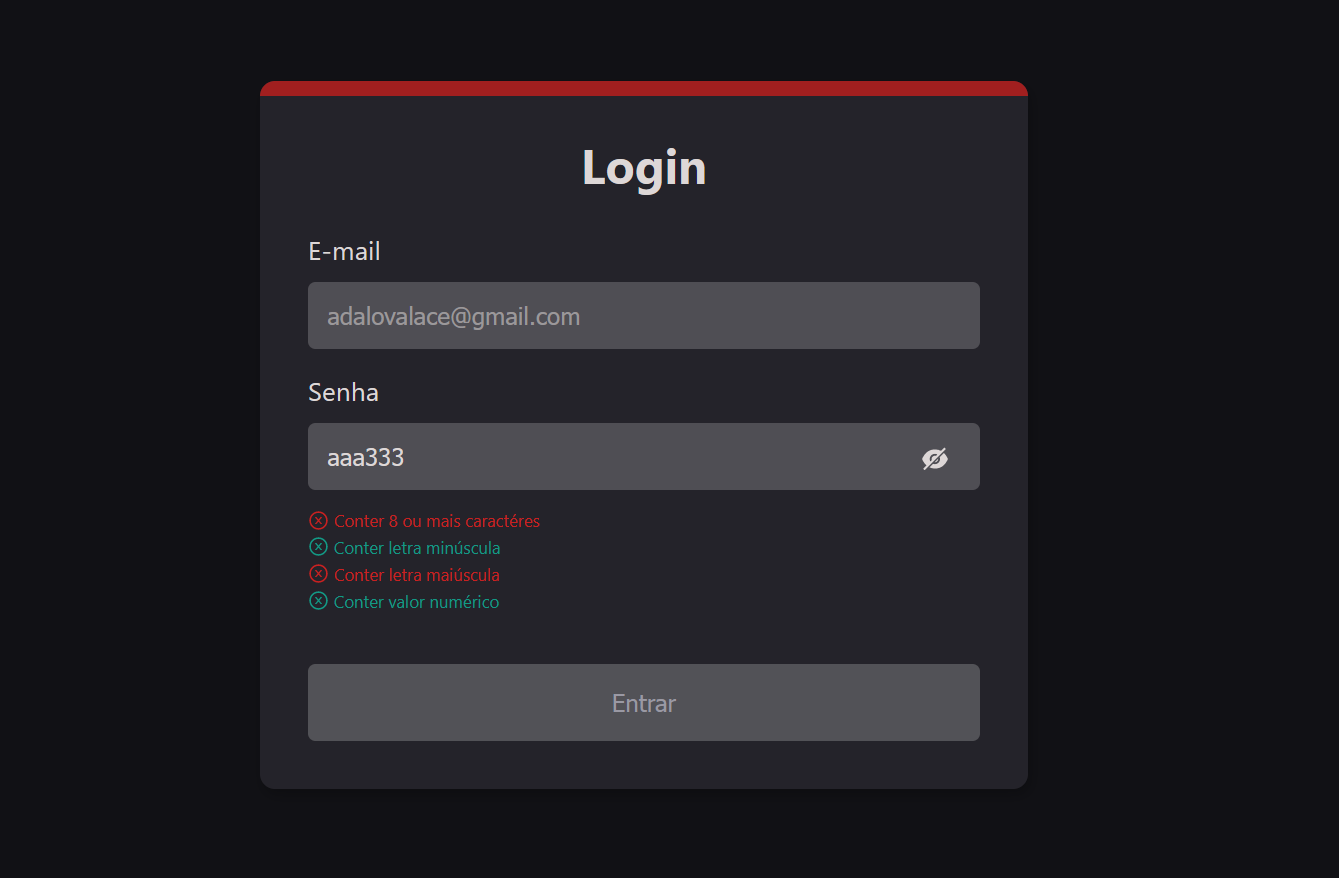 Login
E-mail
adalovalace@gmail.com
Senha
aaa333
Conter 8 ou mais caractéres
Conter letra minúscula
Conter letra maiúscula
Conter valor numérico
Entrar